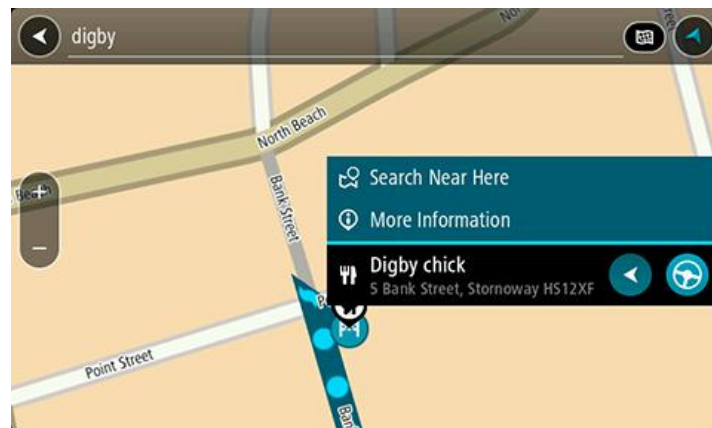 digby
North Beach
Beach
Bank Street
Search Near Here
More Information
Digby chick
5 Bank Street, Stornoway HS12XF
Point Street